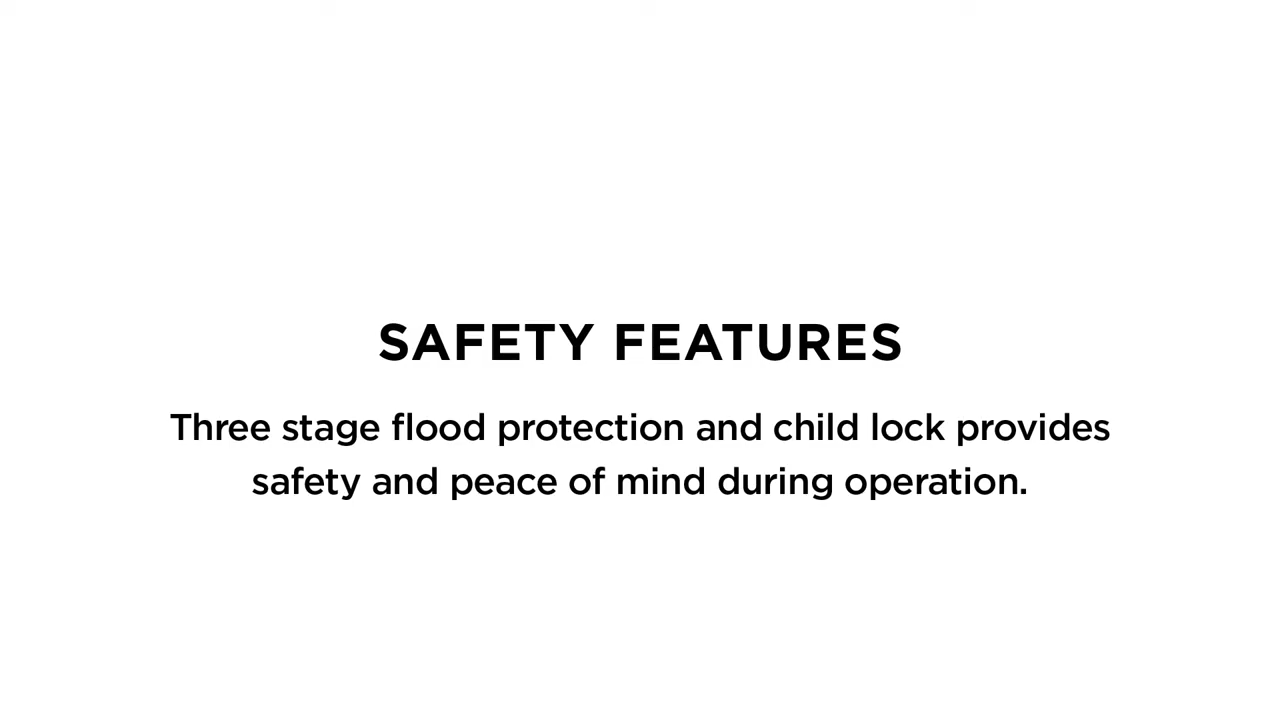 SAFETY FEATURES
Three stage flood protection and child lock provides
safety and peace of mind during operation.